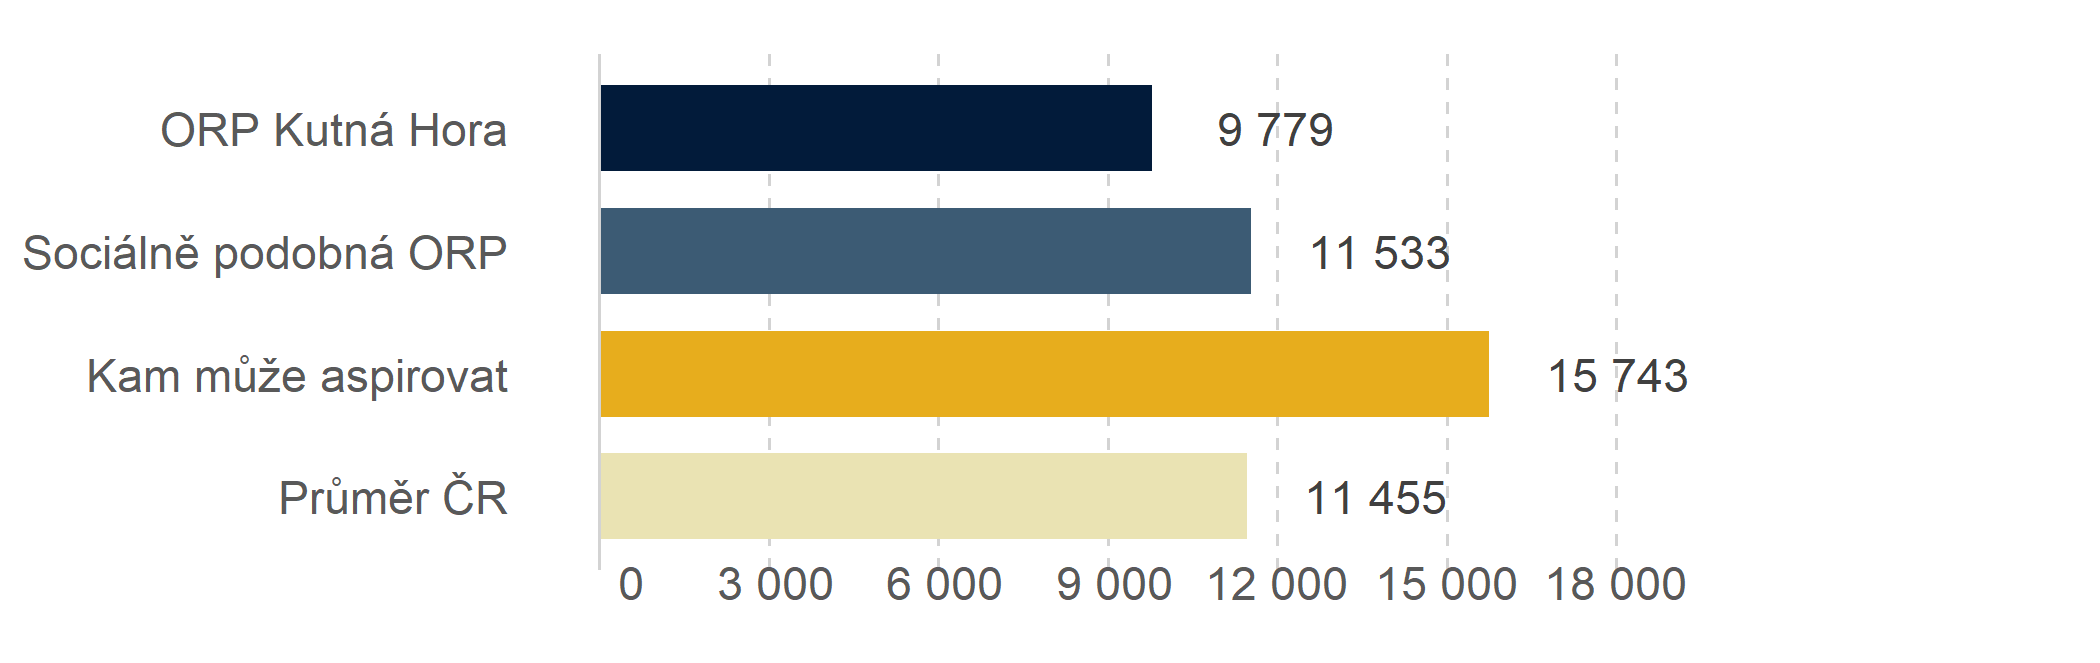 ORP Kutná Hora 9 779
Sociálně podobná ORP 11 533
Kam může aspirovat 15 743
Průměr ČR 11 455
0 3 000 6 000 9 000 12 000 15 000 18 000